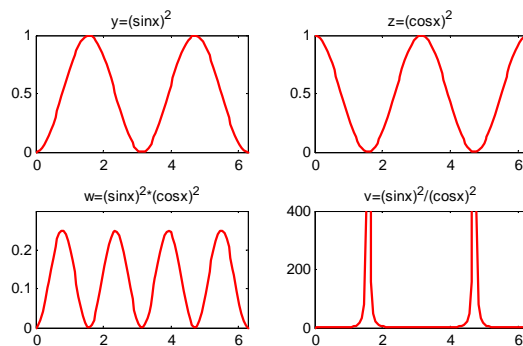 y=(sinx)^2
1
0.5
0
0 2 4 6
z=(cosx)^2
1
0.5
0
0 2 4 6
w=(sinx)^2*(cosx)^2
0.2
0.1
0
0 2 4 6
v=(sinx)^2/(cosx)^2
400
200
0
0 2 4 6